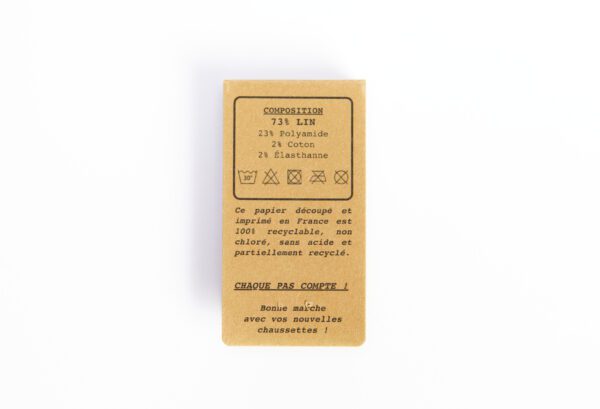 COMPOSITION
73% LIN
23% Polyamide
2% Coton
2% Élasthanne
30°
Ce papier découpé et
imprimé en France est
100% recyclable, non
chloré, sans acide et
partiellement recyclé.
CHAQUE PAS COMPTE !
Bonne marche
avec vos nouvelles
chaussettes !